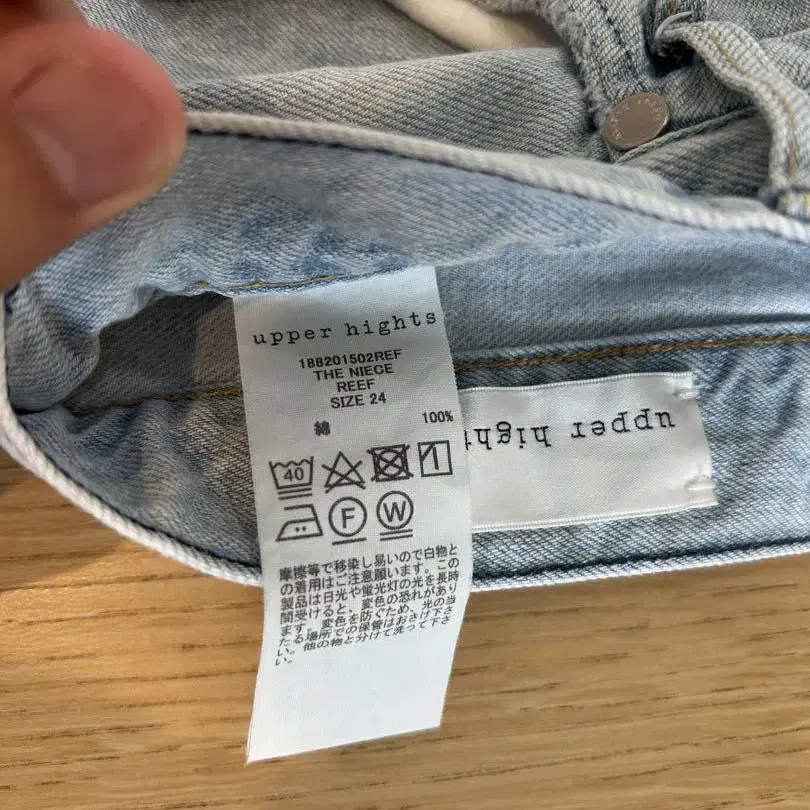 upper hights
188201502REF
THE NIECE
REEF
SIZE 24
綿 100%
40
F W
摩擦等で移染し易いので白物と
の着用はご注意願います。この
製品は日光や蛍光灯の光を長時
間受けると、変色の恐れがあり
ます。変色を防ぐため、光の当
たる場所での保管はおさけ下さ
い。他の物と分けて洗って下さ
い。
upper hight